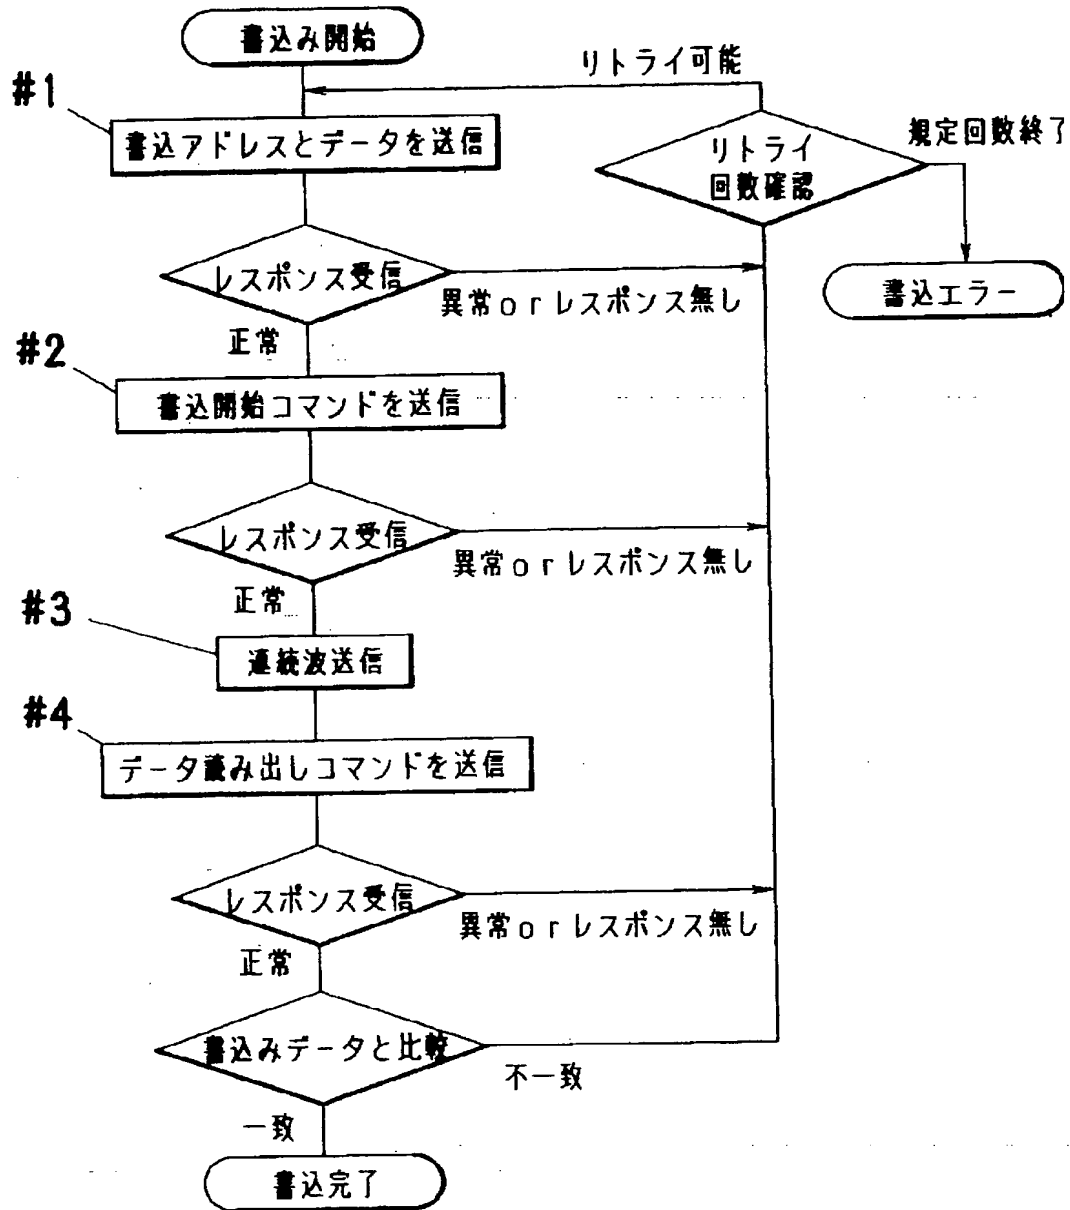 書込み開始
リトライ可能
#1
書込アドレスとデータを送信
リトライ
回数確認
規定回数終了
レスポンス受信
異常orレスポンス無し
書込エラー
正常
#2
書込開始コマンドを送信
レスポンス受信
異常orレスポンス無し
正常
#3
連続波送信
#4
データ読み出しコマンドを送信
レスポンス受信
異常orレスポンス無し
正常
書込みデータと比較
不一致
一致
書込完了